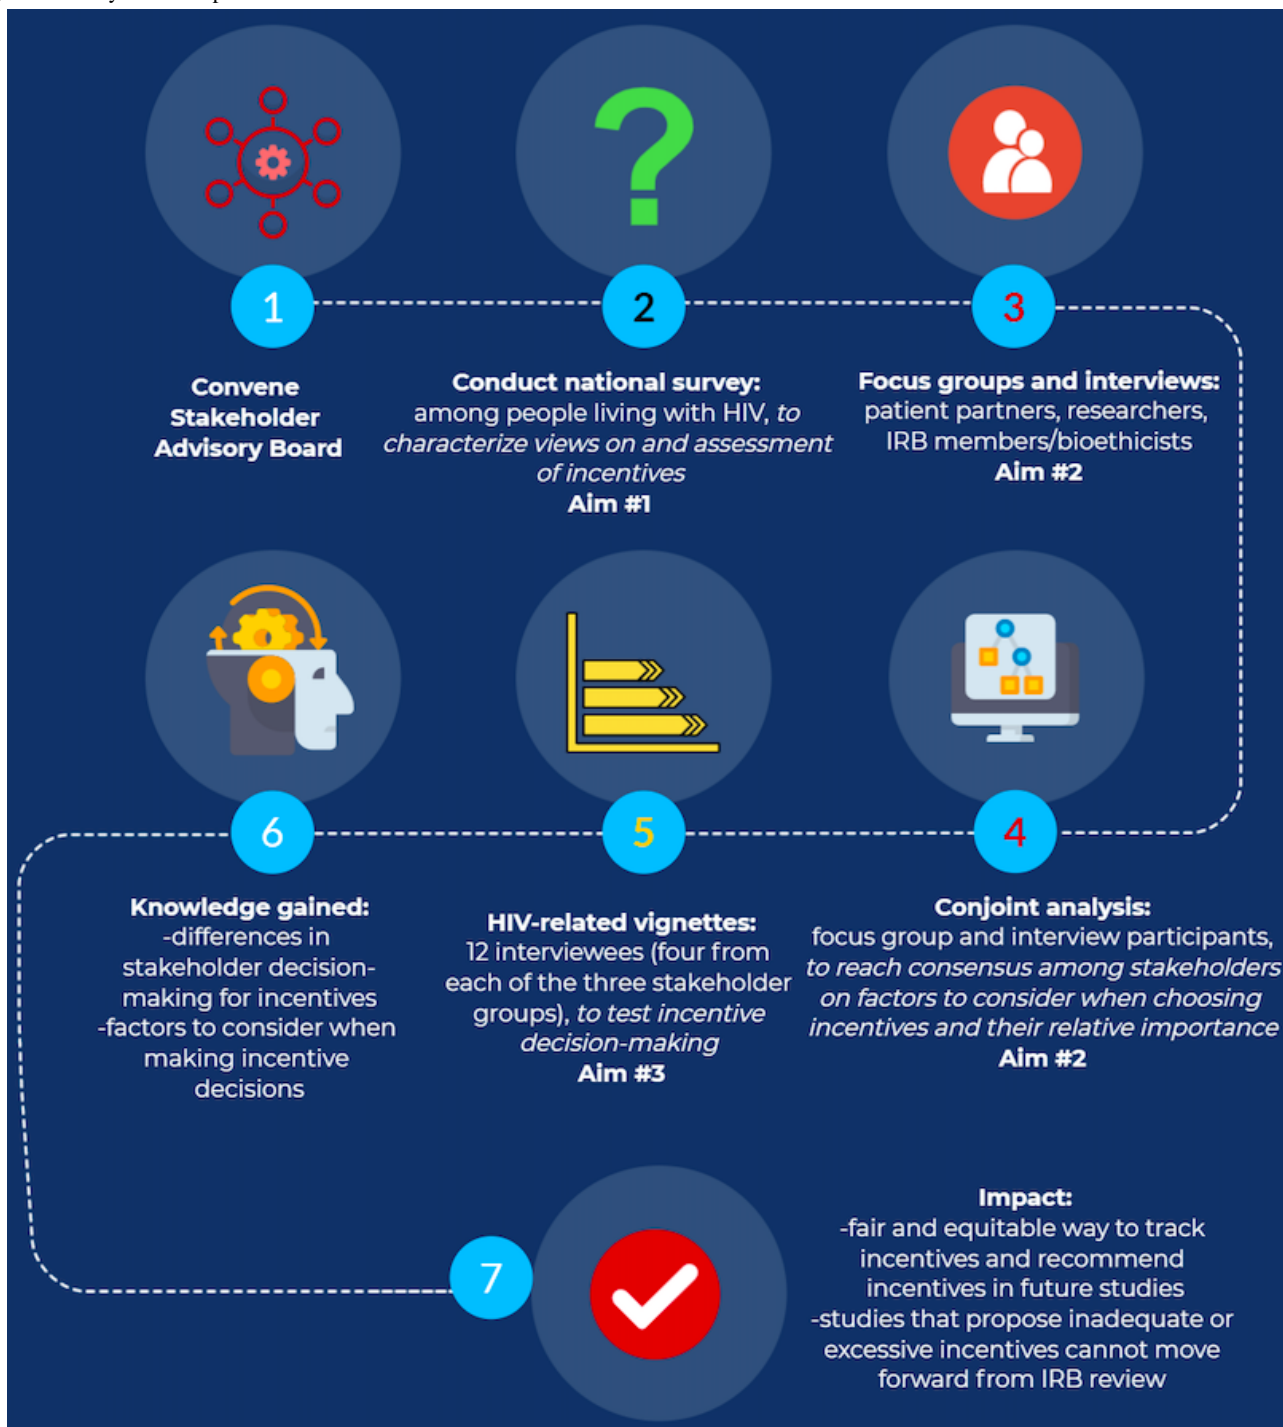 1
Convene
Stakeholder
Advisory Board
2
Conduct national survey:
among people living with HIV, to
characterize views on and assessment
of incentives
Aim #1
3
Focus groups and interviews:
patient partners, researchers,
IRB members/bioethicists
Aim #2
4
Conjoint analysis:
focus group and interview participants,
to reach consensus among stakeholders
on factors to consider when choosing
incentives and their relative importance
Aim #2
5
HIV-related vignettes:
12 interviewees (four from
each of the three stakeholder
groups), to test incentive
decision-making
Aim #3
6
Knowledge gained:
-differences in
stakeholder decision-
making for incentives
-factors to consider when
making incentive
decisions
7
Impact:
-fair and equitable way to track
incentives and recommend
incentives in future studies
-studies that propose inadequate or
excessive incentives cannot move
forward from IRB review